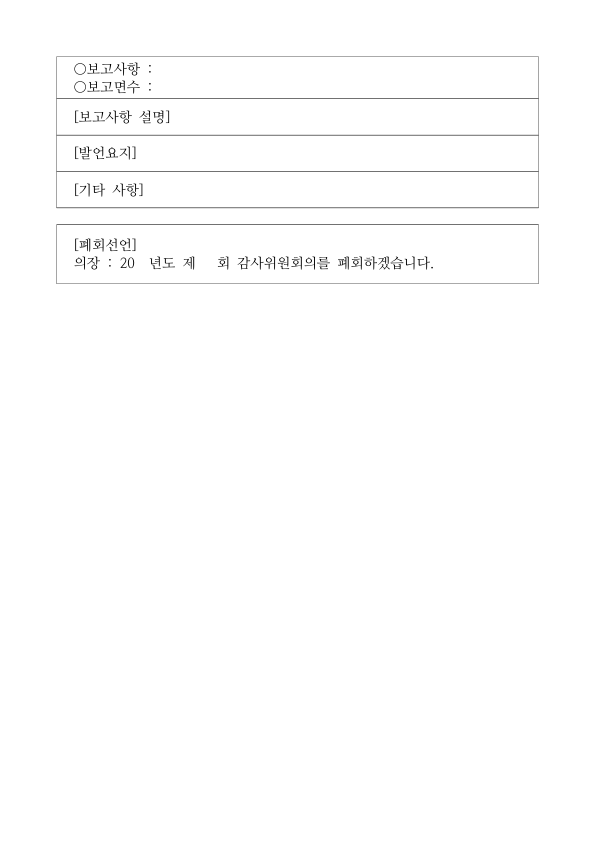 ○보고사항 :
○보고면수 :
[보고사항 설명]
[발언요지]
[기타 사항]
[폐회선언]
의장 : 20  년도 제   회 감사위원회의를 폐회하겠습니다.